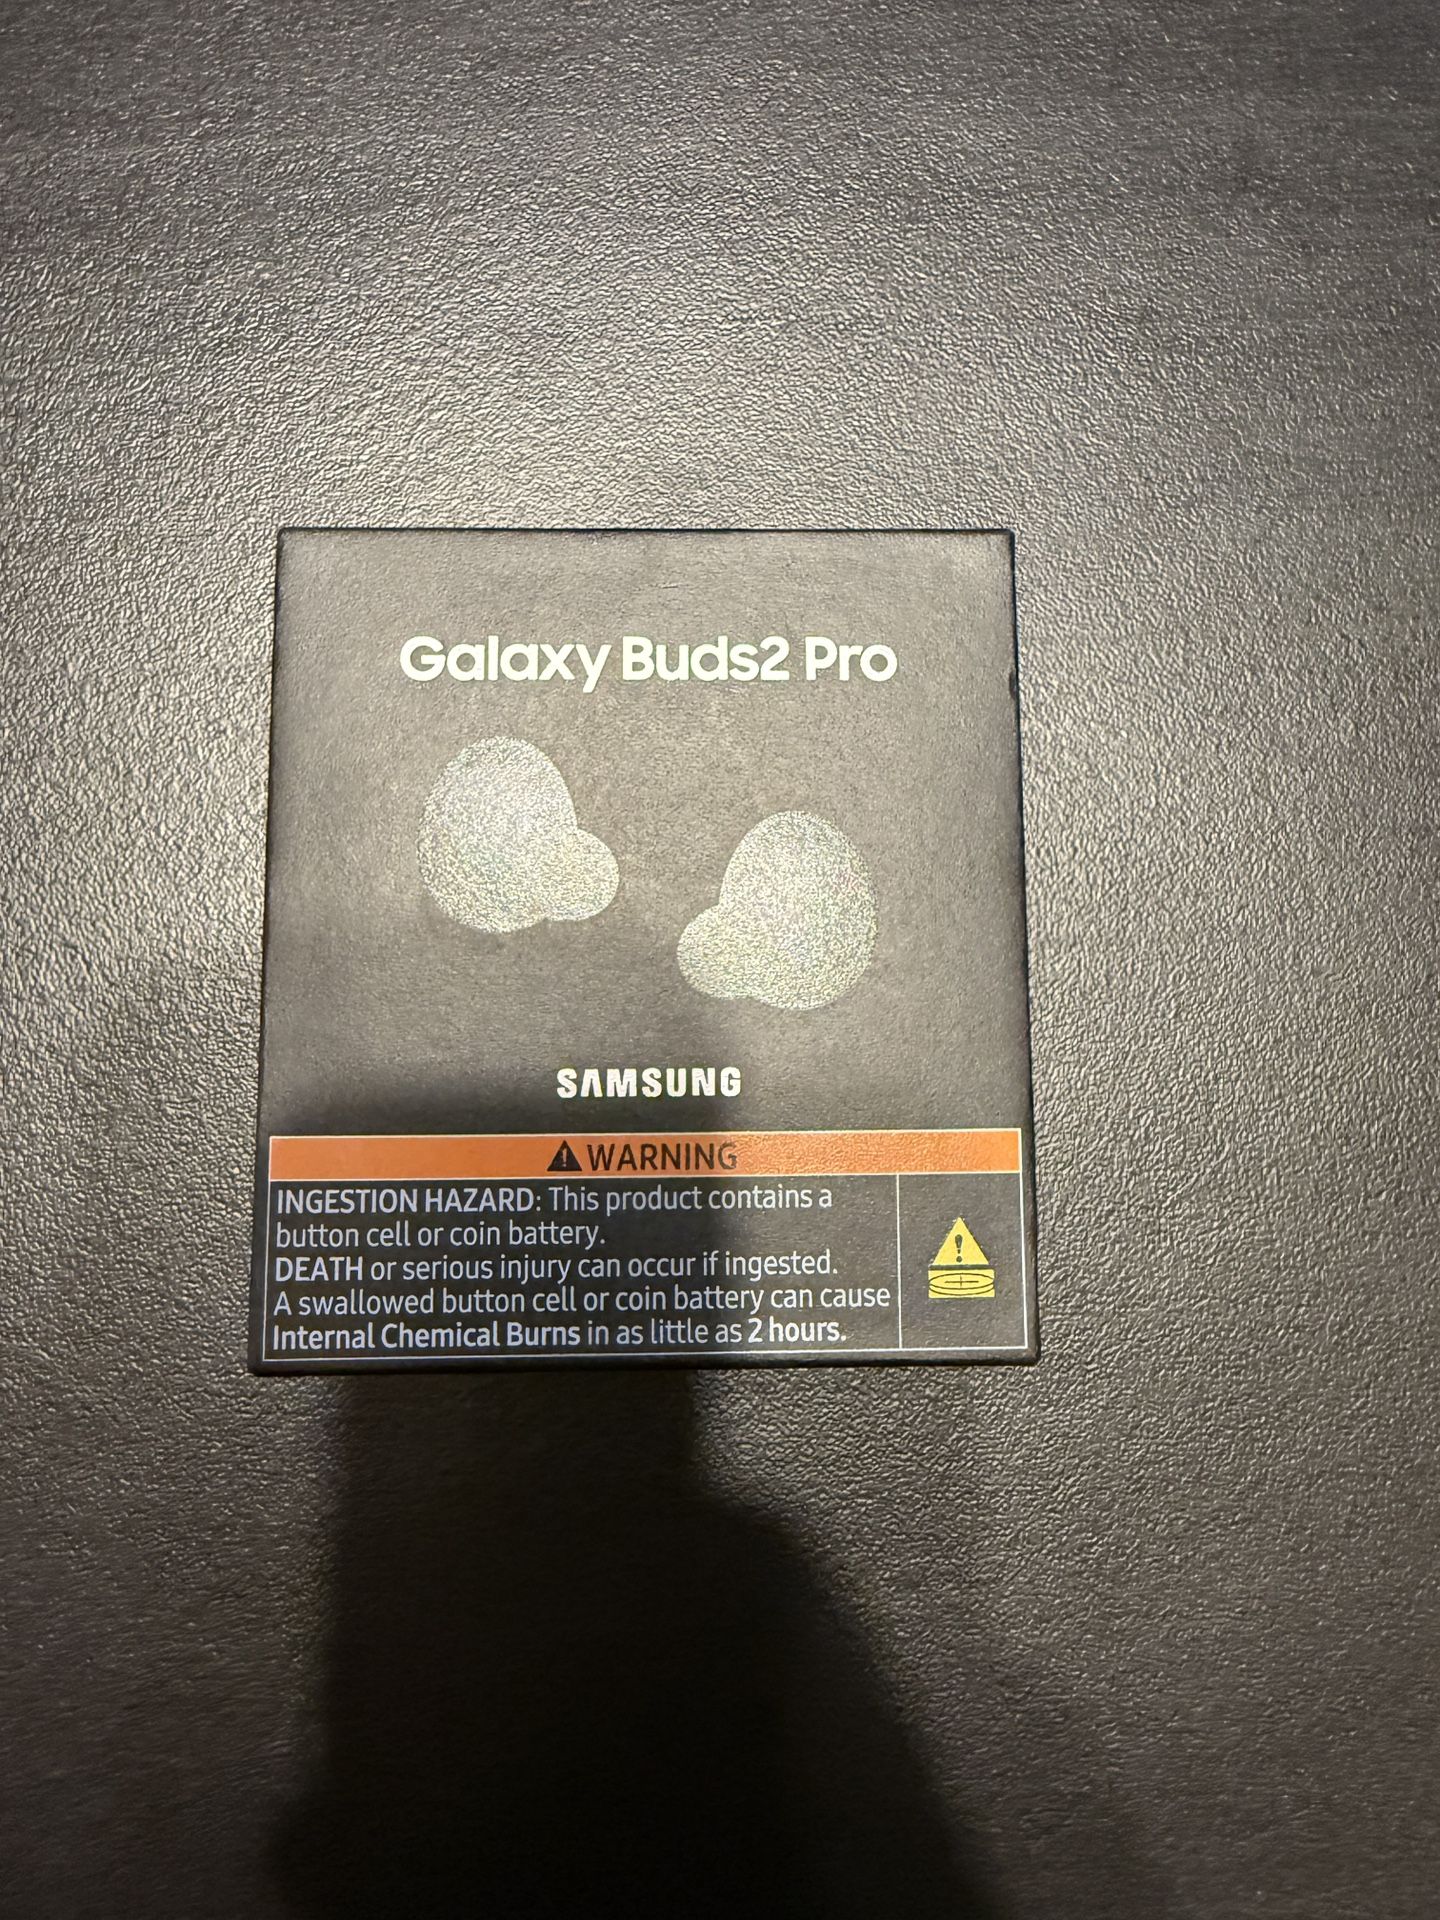 Galaxy Buds2 Pro
SAMSUNG
WARNING
INGESTION HAZARD: This product contains a
button cell or coin battery.
DEATH or serious injury can occur if ingested.
A swallowed button cell or coin battery can cause
Internal Chemical Burns in as little as 2 hours.